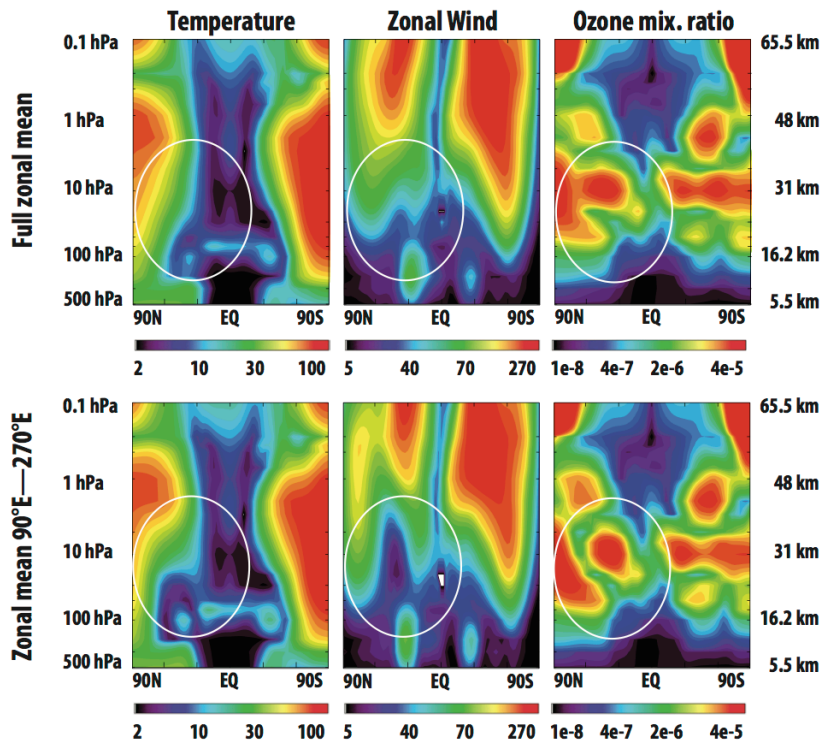 Temperature Zonal Wind Ozone mix. ratio
Full zonal mean
0.1 hPa 65.5 km
1 hPa 48 km
10 hPa 31 km
100 hPa 16.2 km
500 hPa 5.5 km
90N EQ 90S 90N EQ 90S 90N EQ 90S
2 10 30 100 5 40 70 270 1e-8 4e-7 2e-6 4e-5
Zonal mean 90°E—270°E
0.1 hPa 65.5 km
1 hPa 48 km
10 hPa 31 km
100 hPa 16.2 km
500 hPa 5.5 km
90N EQ 90S 90N EQ 90S 90N EQ 90S
2 10 30 100 5 40 70 270 1e-8 4e-7 2e-6 4e-5